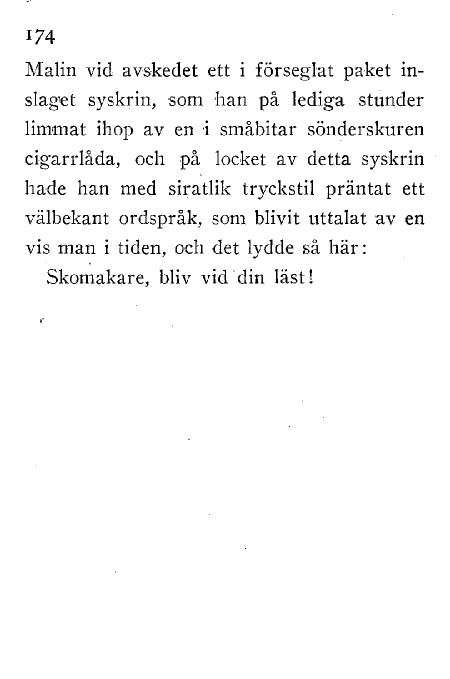 174
Malin vid avskedet ett i förseglat paket in-
slaget syskrin, som han på lediga stunder
limmat ihop av en i småbitar sönderskuren
cigarrlåda, och på locket av detta syskrin
hade han med siratlik tryckstil präntat ett
välbekant ordspråk, som blivit uttalat av en
vis man i tiden, och det lydde så här:
Skomakare, bliv vid din läst!